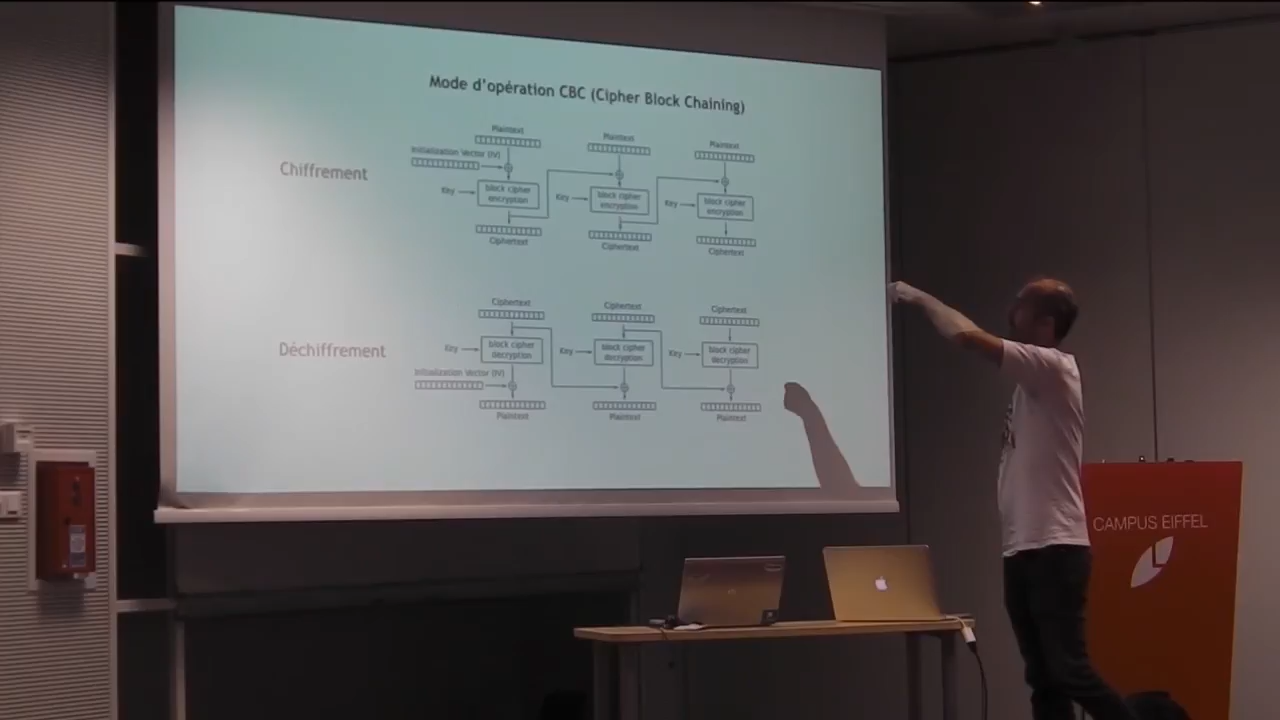 Mode d'opération CBC (Cipher Block Chaining)
Chiffrement
Plaintext
Plaintext
Plaintext
Initialization Vector (IV)
Key
block cipher
encryption
Key
block cipher
encryption
Key
block cipher
encryption
Ciphertext
Ciphertext
Ciphertext
Déchiffrement
Ciphertext
Ciphertext
Ciphertext
Key
block cipher
decryption
Key
block cipher
decryption
Key
block cipher
decryption
Initialization Vector (IV)
Plaintext
Plaintext
Plaintext
CAMPUS EIFFEL